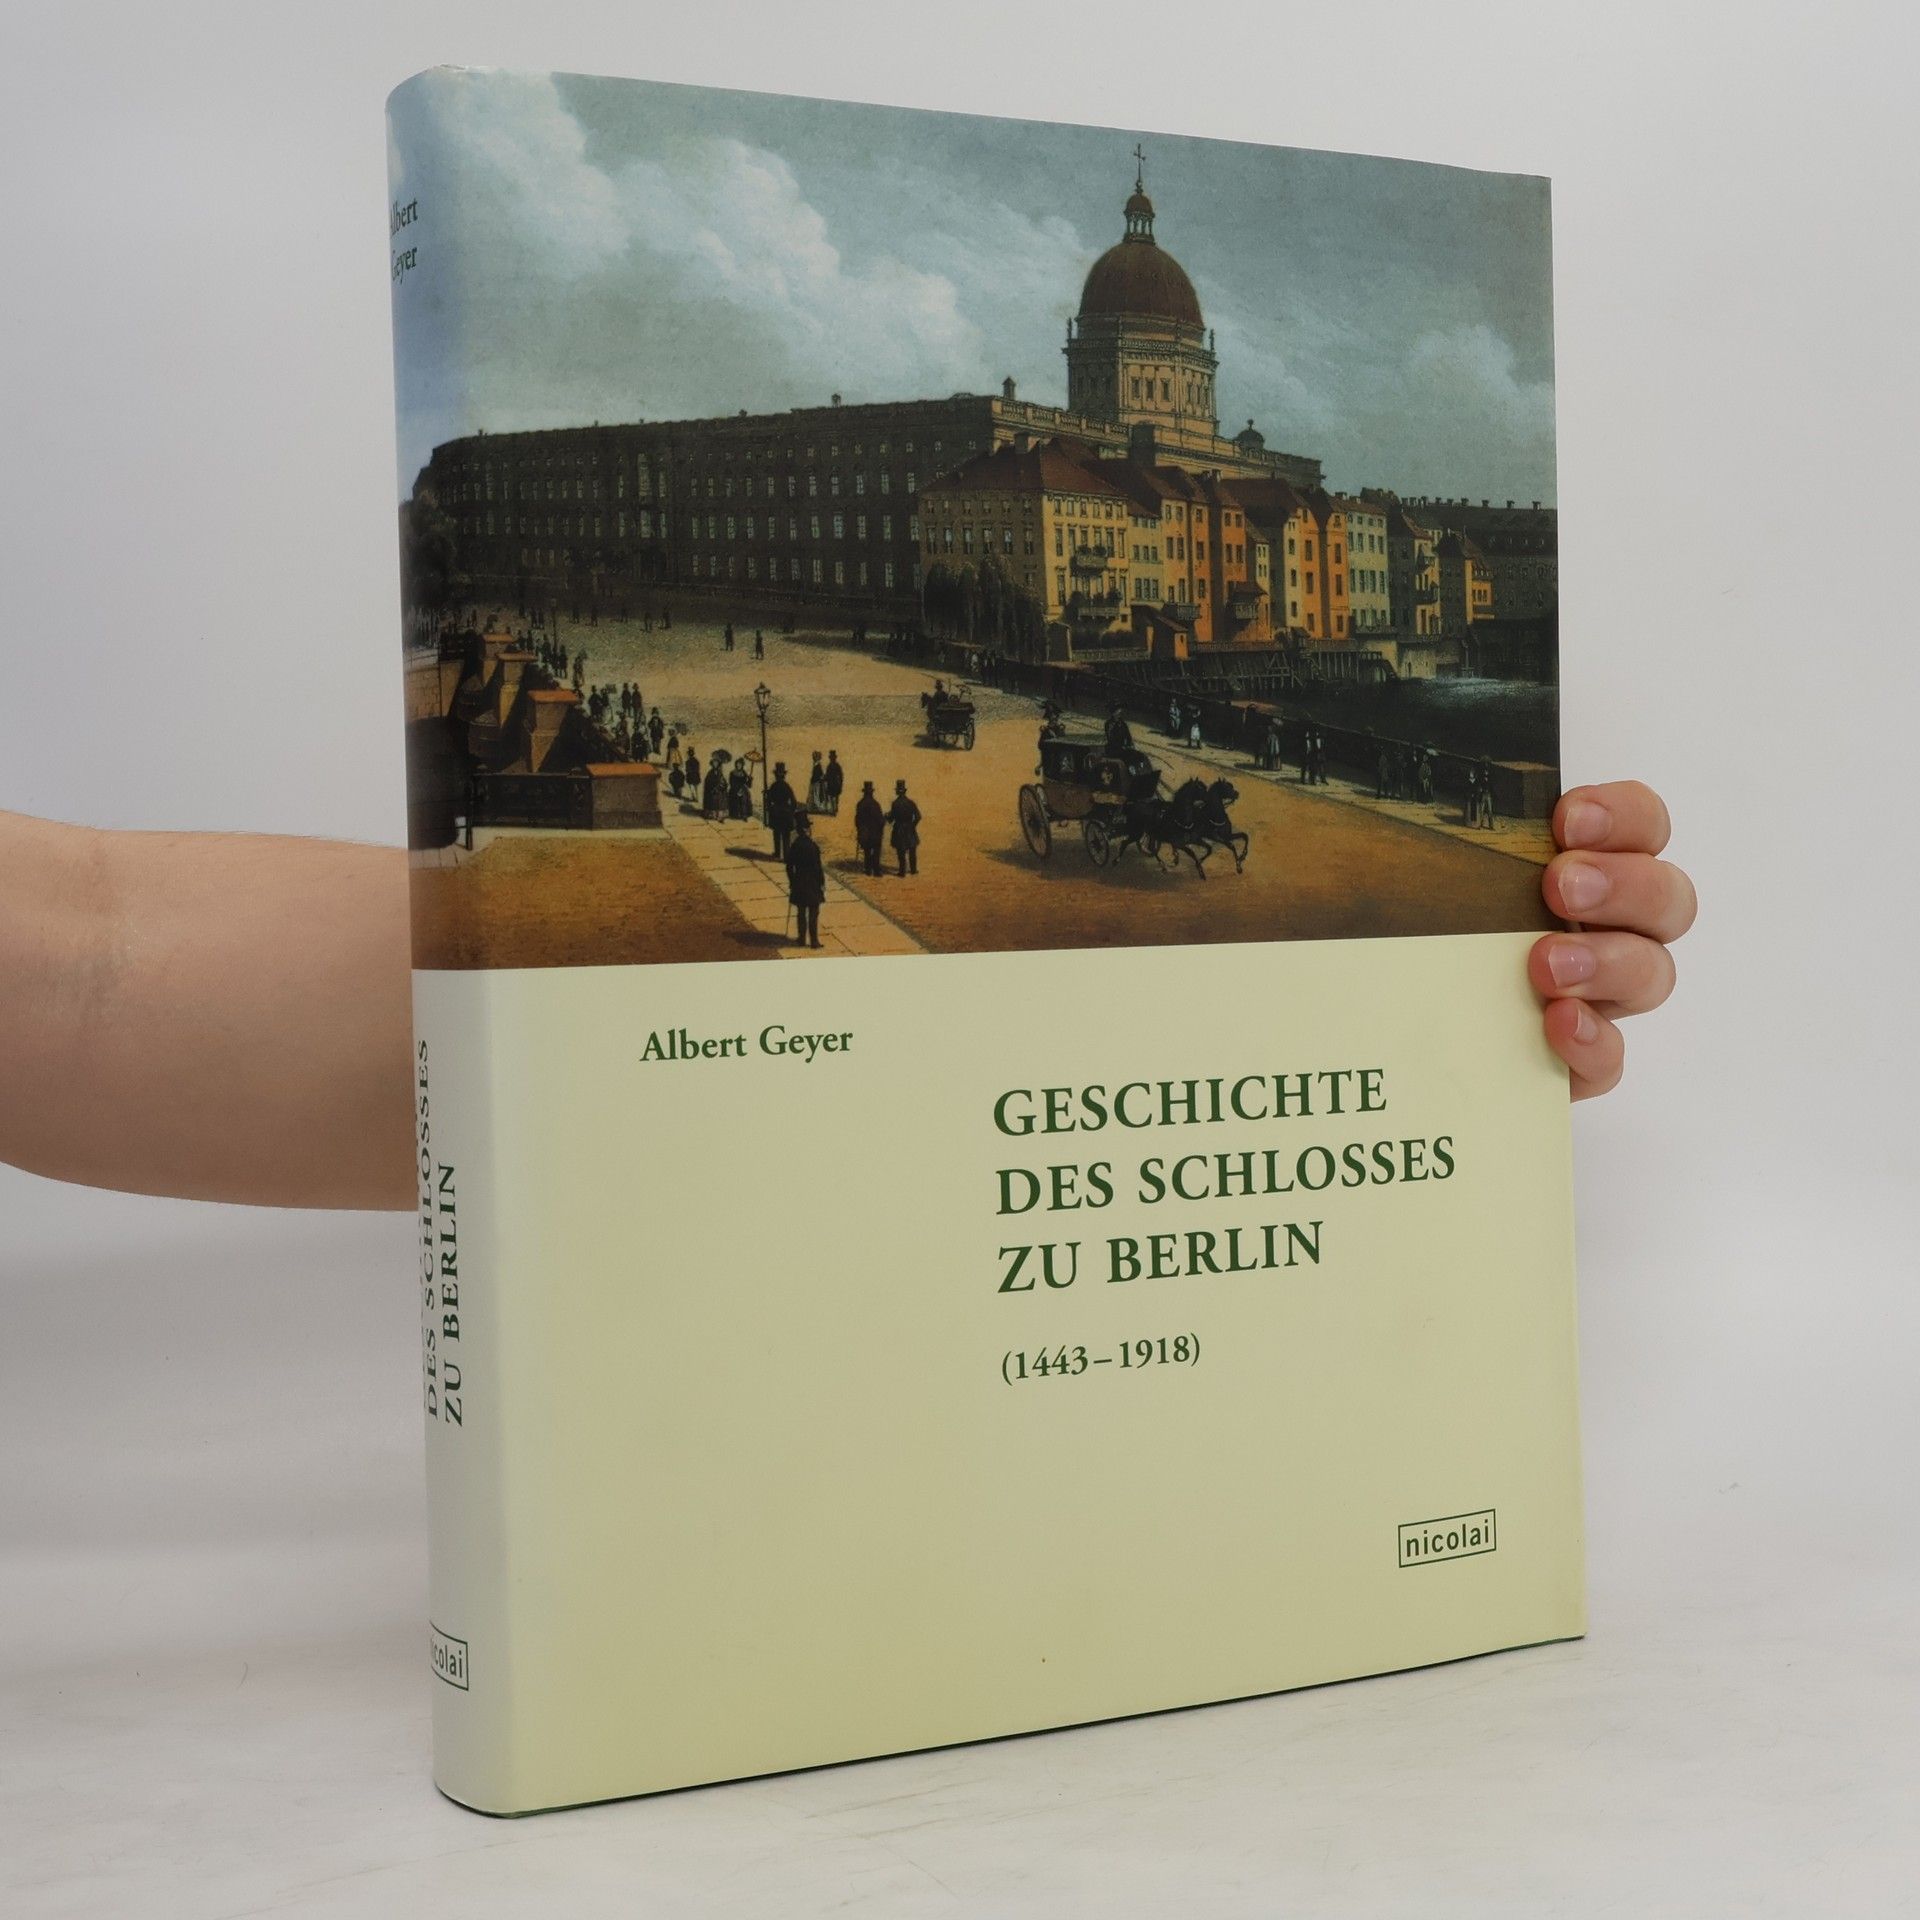 Albert
Geyer
DES SCHLOSSES
ZU BERLIN
Albert Geyer
GESCHICHTE
DES SCHLOSSES
ZU BERLIN
(1443–1918)
nicolai
nicolai